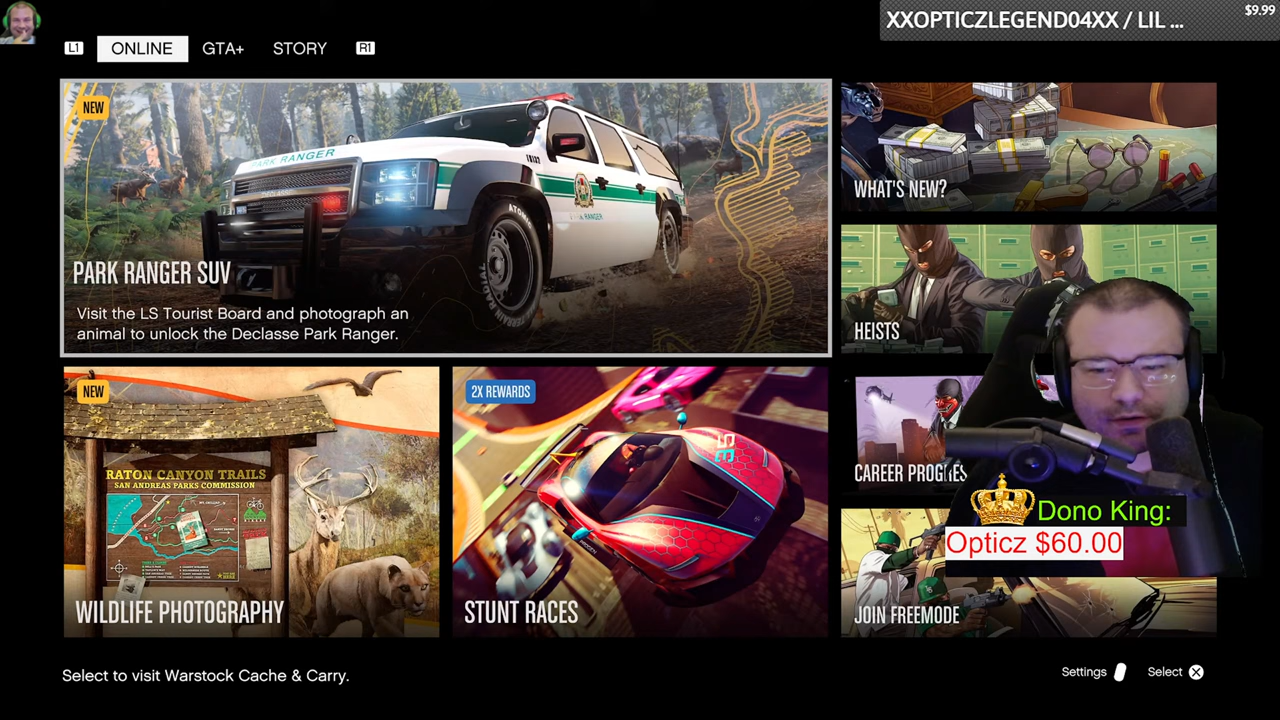 XXOPTICZLEGEND04XX / LIL ...
$9.99
L1 ONLINE GTA+ STORY R1
NEW
PARK RANGER
PARK RANGER SUV
Visit the LS Tourist Board and photograph an
animal to unlock the Declasse Park Ranger.
WHAT'S NEW?
HEISTS
NEW
RATON CANYON TRAILS
SAN ANDREAS PARKS COMMISSION
WILDLIFE PHOTOGRAPHY
2X REWARDS
STUNT RACES
CAREER PROGRES
Dono King:
Opticz $60.00
JOIN FREEMODE
Select to visit Warstock Cache & Carry.
Settings
Select